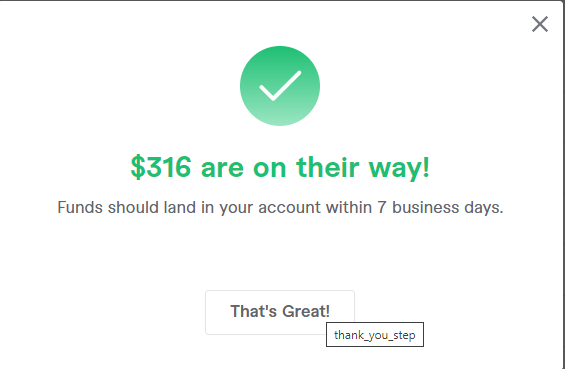 $316 are on their way!
Funds should land in your account within 7 business days.
That's Great!
thank_you_step